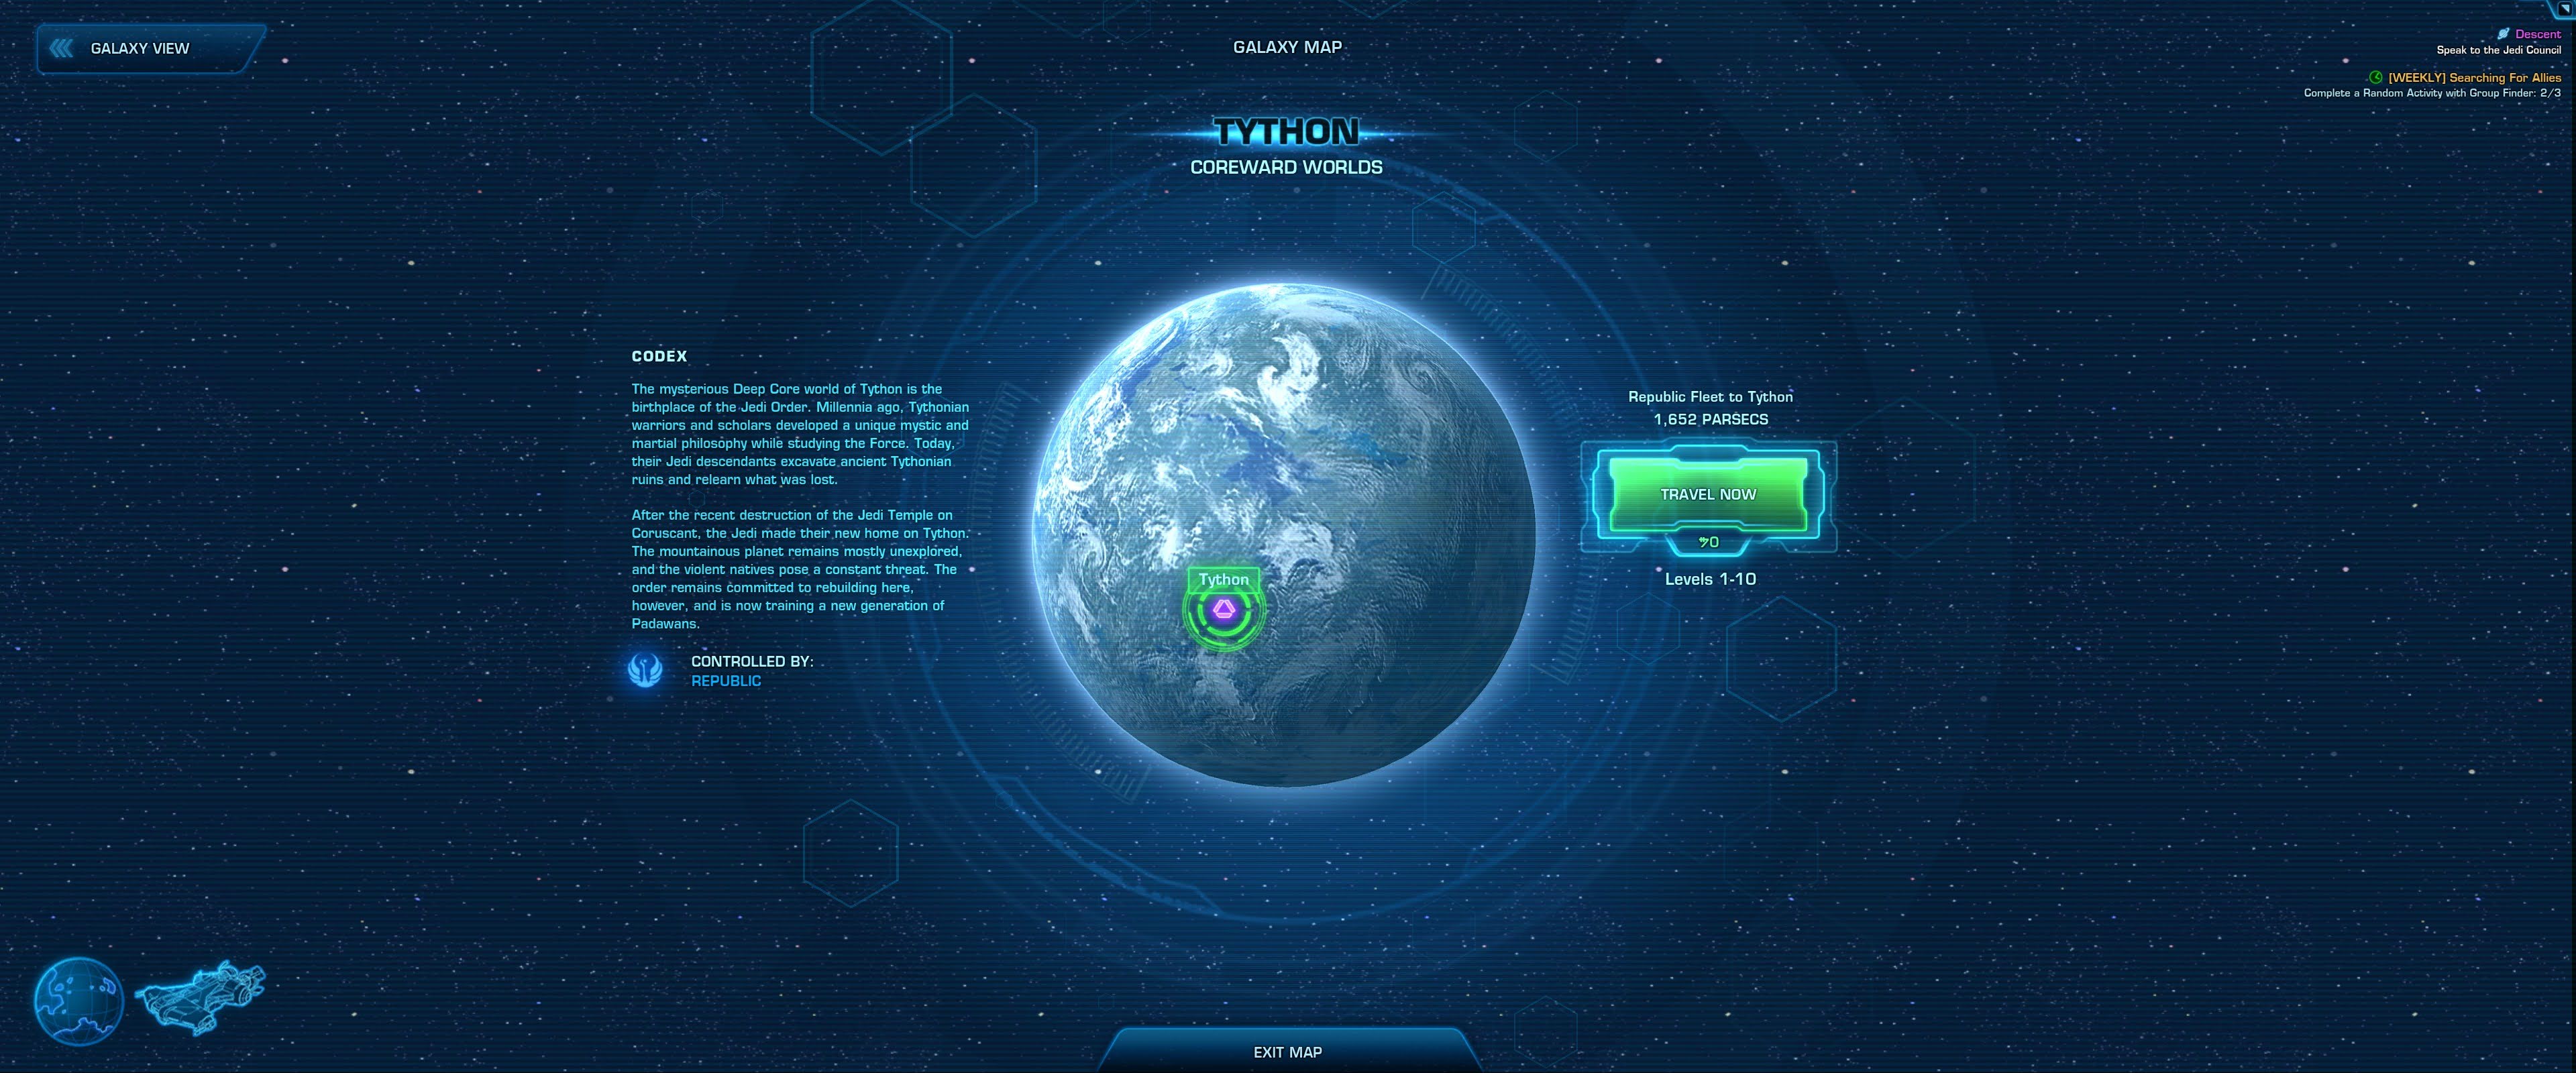 GALAXY VIEW
GALAXY MAP
Descent
Speak to the Jedi Council
[WEEKLY] Searching For Allies
Complete a Random Activity with Group Finder: 2/3
TYTHON
COREWARD WORLDS
CODEX
The mysterious Deep Core world of Tython is the
birthplace of the Jedi Order. Millennia ago, Tythonian
warriors and scholars developed a unique mystic and
martial philosophy while studying the Force. Today,
their Jedi descendants excavate ancient Tythonian
ruins and relearn what was lost.
After the recent destruction of the Jedi Temple on
Coruscant, the Jedi made their new home on Tython.
The mountainous planet remains mostly unexplored,
and the violent natives pose a constant threat. The
order remains committed to rebuilding here,
however, and is now training a new generation of
Padawans.
CONTROLLED BY:
REPUBLIC
Tython
Republic Fleet to Tython
1,652 PARSECS
TRAVEL NOW
0
Levels 1-10
EXIT MAP